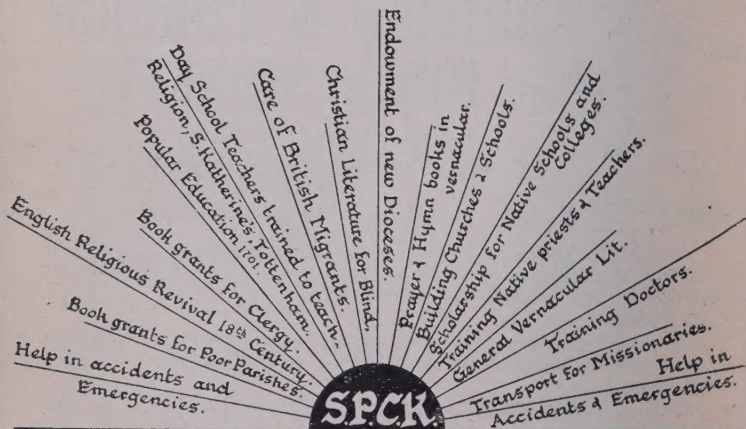 Help in accidents and
Emergencies.
Book grants for Poor Parishes.
English Religious Revival 18th Century.
Book grants for Clergy.
Popular Education 1701.
Religion, S. Katherine's, Tottenham.
Day School Teachers trained to teach-
Care of British Migrants.
Christian Literature for Blind.
Endowment of new Dioceses.
Prayer & Hymn books in
vernacular.
Building Churches & Schools.
Scholarship for Native Schools and
Colleges.
Training Native priests & Teachers.
General Vernacular Lit.
Training Doctors.
Transport for Missionaries.
Help in
Accidents & Emergencies.
S.P.C.K.